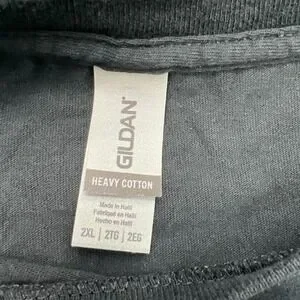 GILDAN
HEAVY COTTON
Made in Haiti
Fabriqué en Haïti
Hecho en Haití
2XL | 2TG | 2EG